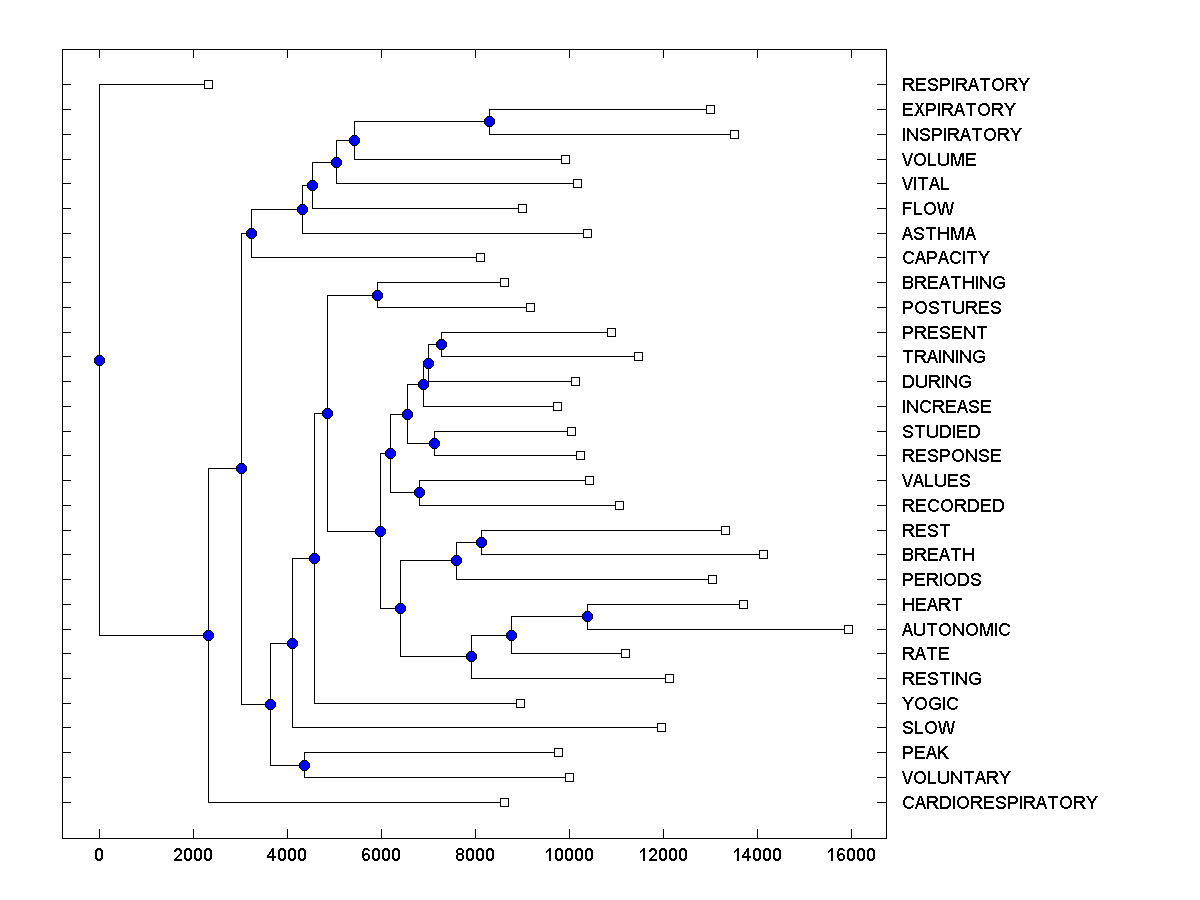 RESPIRATORY
EXPIRATORY
INSPIRATORY
VOLUME
VITAL
FLOW
ASTHMA
CAPACITY
BREATHING
POSTURES
PRESENT
TRAINING
DURING
INCREASE
STUDIED
RESPONSE
VALUES
RECORDED
REST
BREATH
PERIODS
HEART
AUTONOMIC
RATE
RESTING
YOGIC
SLOW
PEAK
VOLUNTARY
CARDIORESPIRATORY
0 2000 4000 6000 8000 10000 12000 14000 16000